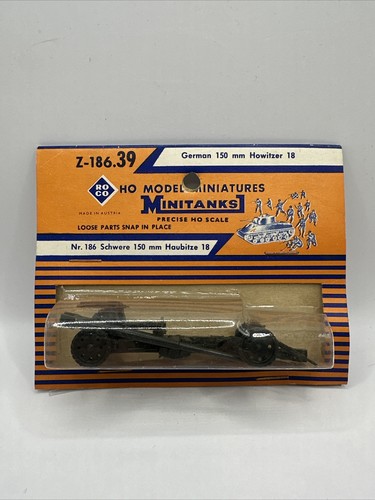 Z-186.39
German 150 mm Howitzer 18
ROCO
HO MODEL MINIATURES
MADE IN AUSTRIA
MINITANKS
PRECISE HO SCALE
LOOSE PARTS SNAP IN PLACE
Nr. 186 Schwere 150 mm Haubitze 18